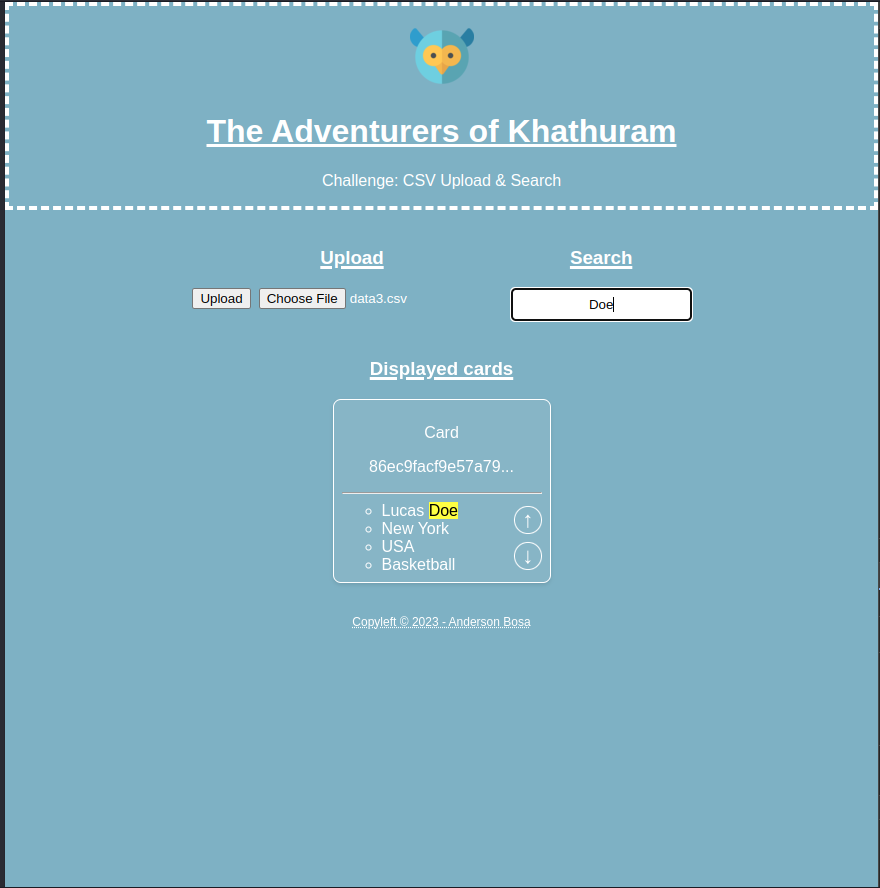 The Adventurers of Khathuram
Challenge: CSV Upload & Search
Upload
Search
Upload Choose File data3.csv
Doe
Displayed cards
Card
86ec9facf9e57a79...
Lucas Doe
New York
USA
Basketball
↑
↓
Copyleft © 2023 - Anderson Bosa